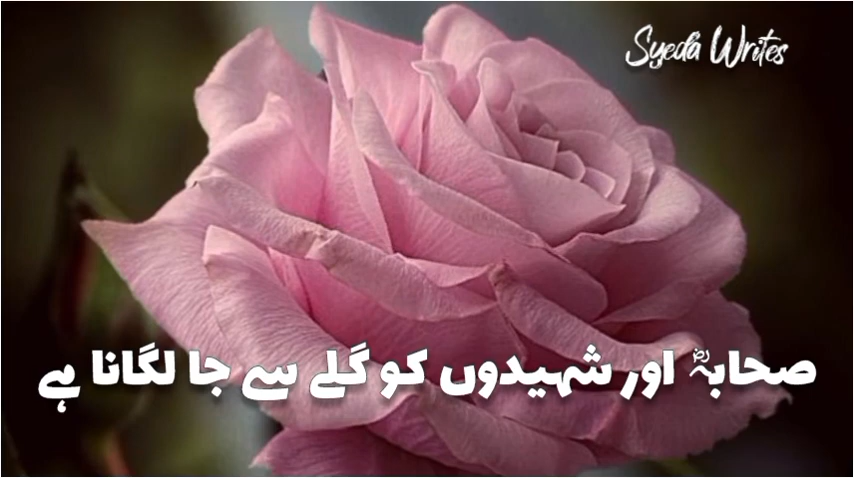 Syeda Writes
صحابہؓ اور شہیدوں کو گلے سے جا لگانا ہے